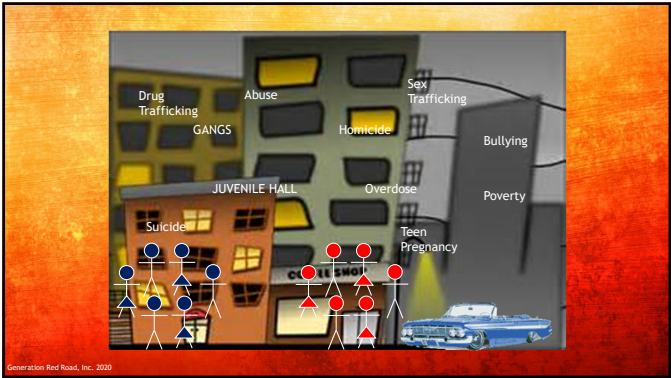 Drug
Trafficking
Abuse
Sex
Trafficking
GANGS
Homicide
Bullying
JUVENILE HALL
Overdose
Poverty
Suicide
Teen
Pregnancy
Generation Red Road, Inc. 2020